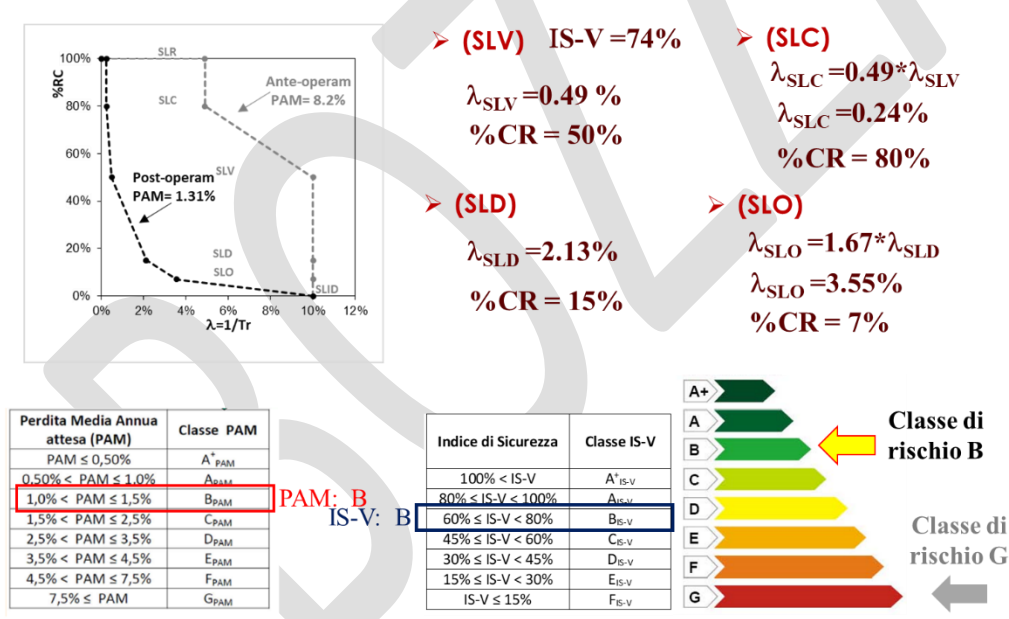 SLR
100%
Ante-operam
PAM= 8.2%
%RC
80%
SLC
60%
SLV
Post-operam
PAM= 1.31%
40%
20%
SLD
SLO
0%
SLID
0%
2%
4%
6%
8%
10%
12%
λ=1/Tr
➢ (SLV) IS-V =74%
λSLV =0.49 %
%CR = 50%
➢ (SLC)
λSLC =0.49*λSLV
λSLC =0.24%
%CR = 80%
➢ (SLD)
λSLD =2.13%
%CR = 15%
➢ (SLO)
λSLO =1.67*λSLD
λSLO =3.55%
%CR = 7%
Perdita Media Annua
attesa (PAM)
Classe PAM
PAM ≤ 0,50% A⁺PAM
0,50% < PAM ≤ 1.0% APAM
1,0% < PAM ≤ 1,5% BPAM
1,5% < PAM ≤ 2,5% CPAM
2,5% < PAM ≤ 3,5% DPAM
3,5% < PAM ≤ 4,5% EPAM
4,5% < PAM ≤ 7,5% FPAM
7,5% ≤ PAM GPAM
PAM: B
IS-V: B
Indice di Sicurezza Classe IS-V
100% < IS-V A⁺IS-V
80% ≤ IS-V < 100% AIS-V
60% ≤ IS-V < 80% BIS-V
45% ≤ IS-V < 60% CIS-V
30% ≤ IS-V < 45% DIS-V
15% ≤ IS-V < 30% EIS-V
IS-V ≤ 15% FIS-V
A+
A
B
C
D
E
F
G
Classe di
rischio B
Classe di
rischio G